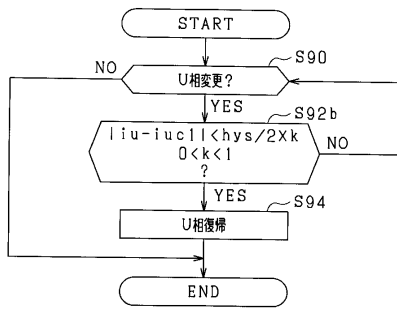 START
S90
NO
U相変更?
YES
S92b
|iu-iuc1|<hys/2Xk
NO
0<k<1
?
YES
S94
U相復帰
END